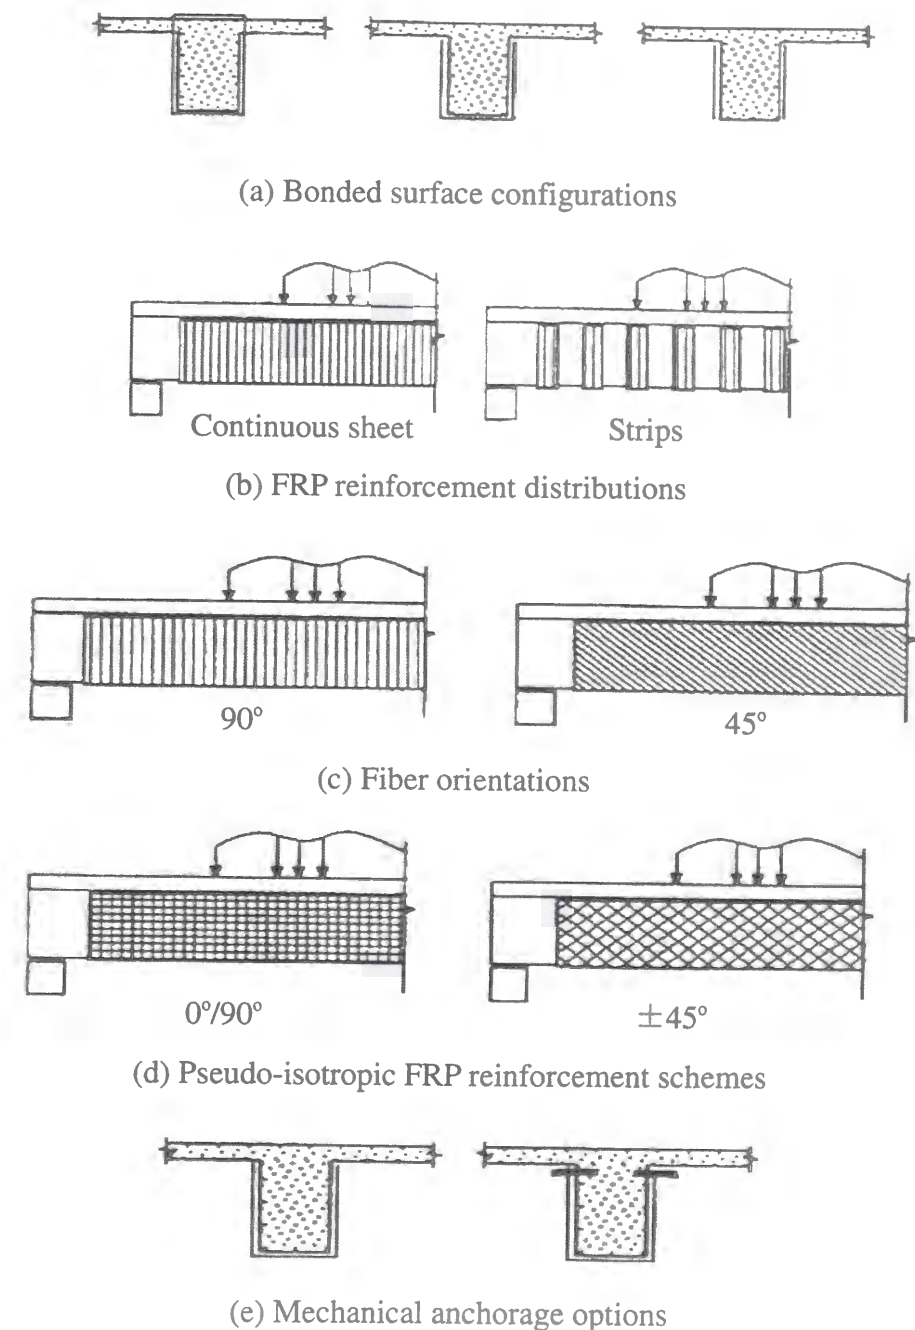 (a) Bonded surface configurations
Continuous sheet
Strips
(b) FRP reinforcement distributions
90°
45°
(c) Fiber orientations
0°/90°
±45°
(d) Pseudo-isotropic FRP reinforcement schemes
(e) Mechanical anchorage options